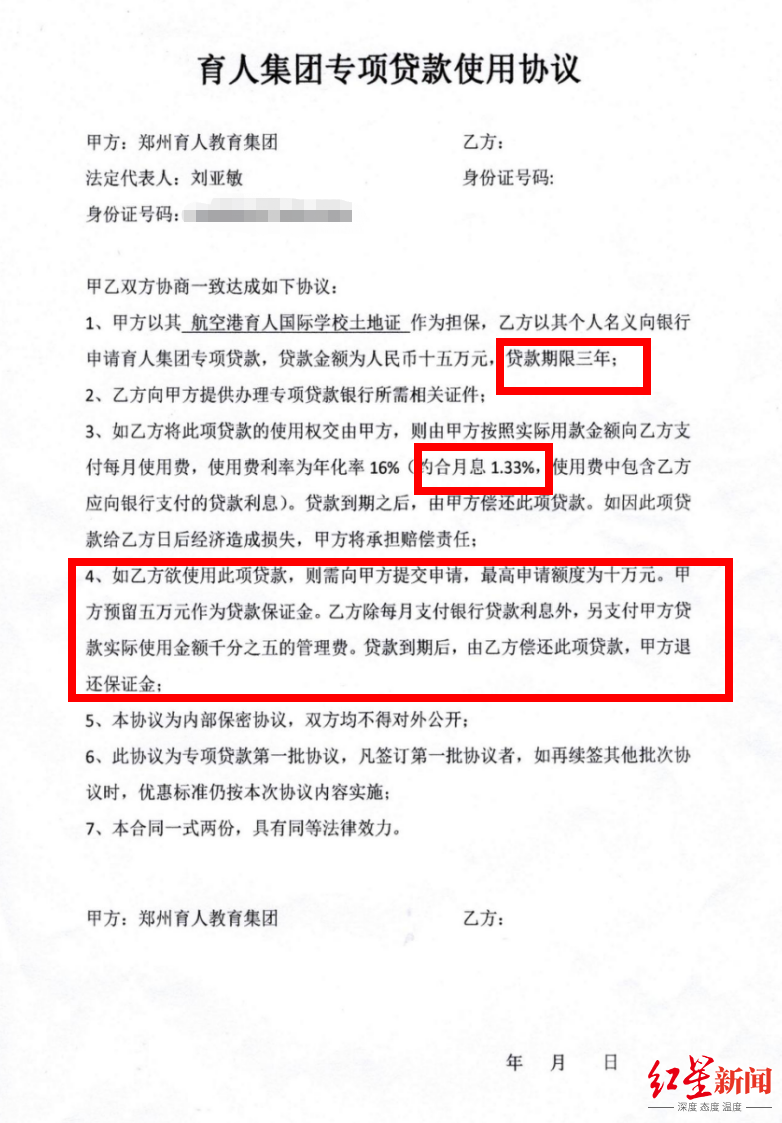 育人集团专项贷款使用协议
甲方：郑州育人教育集团 乙方：
法定代表人：刘亚敏 身份证号码:
身份证号码：
甲乙双方协商一致达成如下协议：
1、甲方以其 航空港育人国际学校土地证 作为担保，乙方以其个人名义向银行
申请育人集团专项贷款，贷款金额为人民币十五万元，贷款期限三年；
2、乙方向甲方提供办理专项贷款银行所需相关证件；
3、如乙方将此项贷款的使用权交由甲方，则由甲方按照实际用款金额向乙方支
付每月使用费，使用费利率为年化率 16%（约合月息 1.33%，使用费中包含乙方
应向银行支付的贷款利息）。贷款到期之后，由甲方偿还此项贷款。如因此项贷
款给乙方日后经济造成损失，甲方将承担赔偿责任；
4、如乙方欲使用此项贷款，则需向甲方提交申请，最高申请额度为十万元。甲
方预留五万元作为贷款保证金。乙方除每月支付银行贷款利息外，另支付甲方贷
款实际使用金额千分之五的管理费。贷款到期后，由乙方偿还此项贷款，甲方退
还保证金；
5、本协议为内部保密协议，双方均不得对外公开；
6、此协议为专项贷款第一批协议，凡签订第一批协议者，如再续签其他批次协
议时，优惠标准仍按本次协议内容实施；
7、本合同一式两份，具有同等法律效力。
甲方：郑州育人教育集团 乙方：
年 月 日
红星新闻
深度 态度 温度